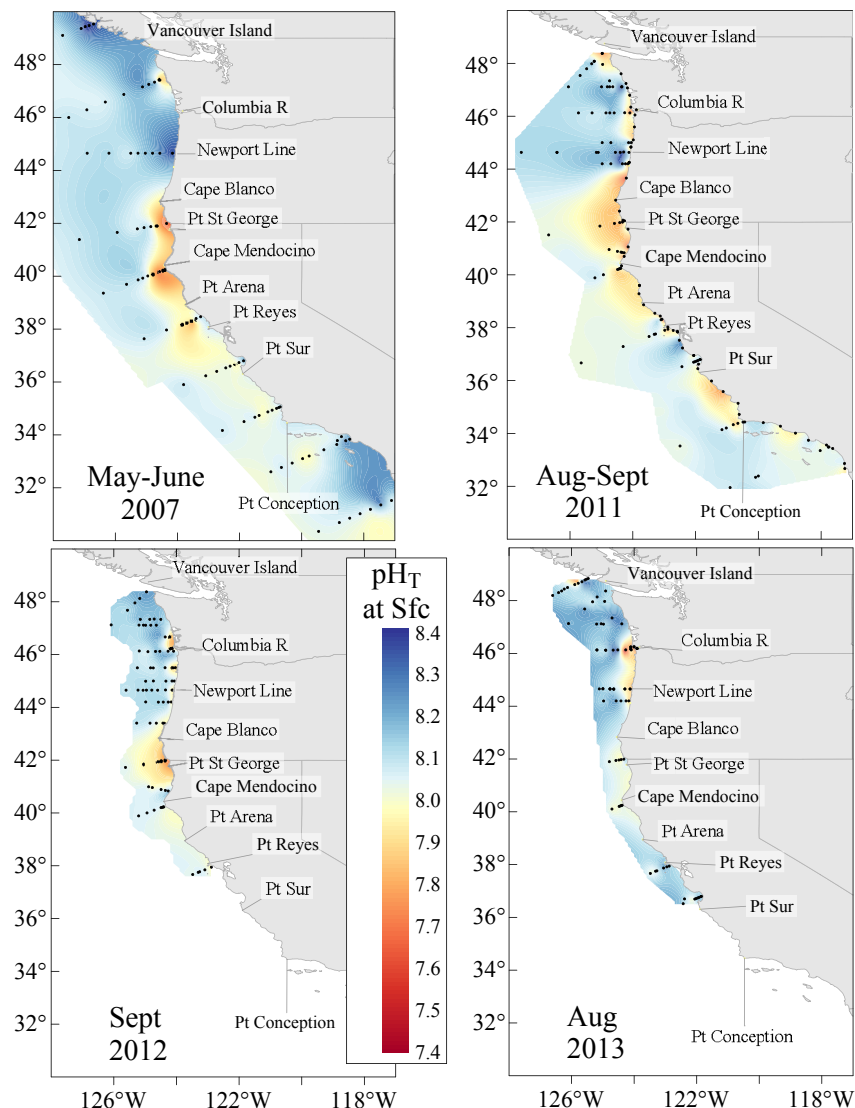 50°
48°
46°
44°
42°
40°
38°
36°
34°
32°
Vancouver Island
Columbia R
Newport Line
Cape Blanco
Pt St George
Cape Mendocino
Pt Arena
Pt Reyes
Pt Sur
Pt Conception
May-June
2007
48°
46°
44°
42°
40°
38°
36°
34°
32°
Vancouver Island
Columbia R
Newport Line
Cape Blanco
Pt St George
Cape Mendocino
Pt Arena
Pt Reyes
Pt Sur
Pt Conception
Aug-Sept
2011
48°
46°
44°
42°
40°
38°
36°
34°
32°
Vancouver Island
Columbia R
Newport Line
Cape Blanco
Pt St George
Cape Mendocino
Pt Arena
Pt Reyes
Pt Sur
Pt Conception
Sept
2012
126°W
122°W
118°W
pHT
at Sfc
8.4
8.3
8.2
8.1
8.0
7.9
7.8
7.7
7.6
7.5
7.4
48°
46°
44°
42°
40°
38°
36°
34°
32°
Vancouver Island
Columbia R
Newport Line
Cape Blanco
Pt St George
Cape Mendocino
Pt Arena
Pt Reyes
Pt Sur
Pt Conception
Aug
2013
126°W
122°W
118°W